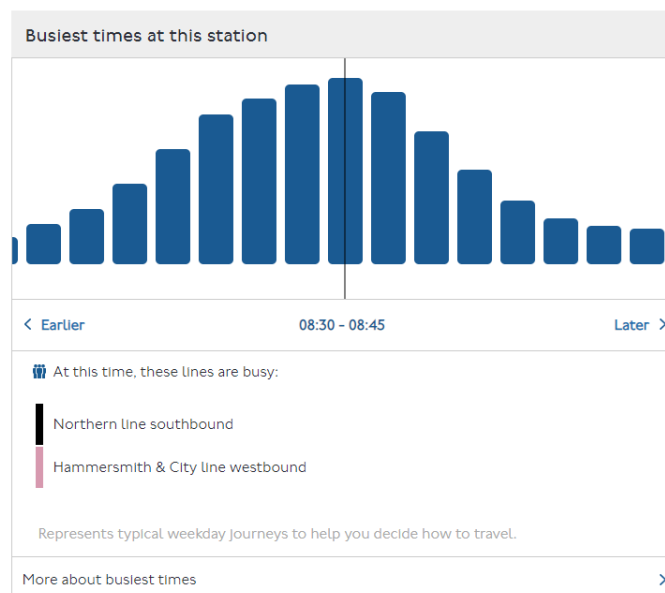 Busiest times at this station
Earlier
08:30 - 08:45
Later
At this time, these lines are busy:
Northern line southbound
Hammersmith & City line westbound
Represents typical weekday journeys to help you decide how to travel.
More about busiest times